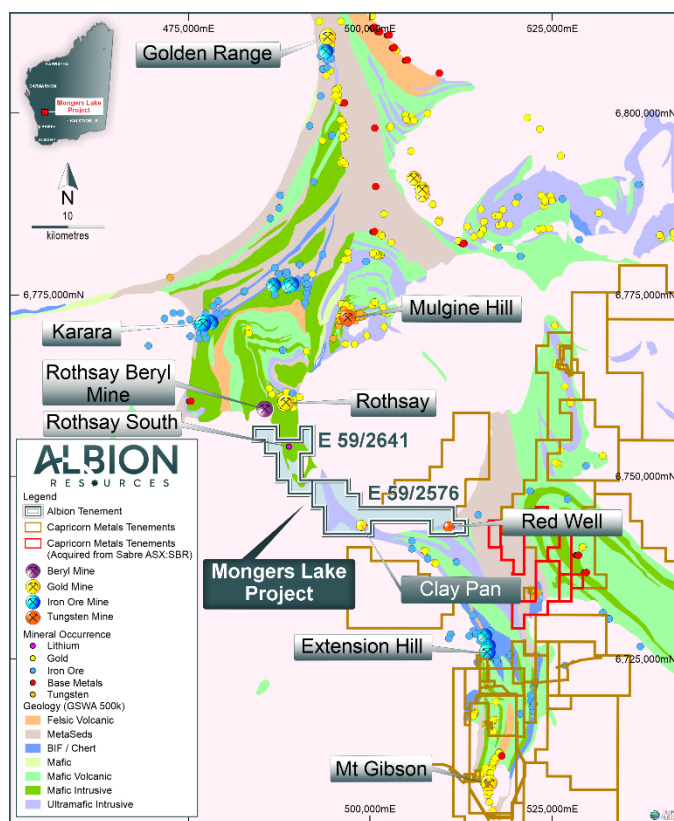 475,000mE
500,000mE
525,000mE
Golden Range
Mongers Lake
Project
6,800,000mN
N
10
kilometres
6,775,000mN
6,775,000mN
Mulgine Hill
Karara
Rothsay Beryl
Mine
Rothsay
Rothsay South
E 59/2641
ALBION
RESOURCES
6,750,000mN
E 59/2576
Red Well
Mongers Lake
Project
Clay Pan
Extension Hill
6,725,000mN
Mt Gibson
500,000mE
525,000mE
Legend
Albion Tenement
Capricorn Metals Tenements
Capricorn Metals Tenements
(Acquired from Sabre ASX:SBR)
Beryl Mine
Gold Mine
Iron Ore Mine
Tungsten Mine
Mineral Occurrence
Lithium
Gold
Iron Ore
Base Metals
Tungsten
Geology (GSWA 500k)
Felsic Volcanic
MetaSeds
BIF / Chert
Mafic
Mafic Volcanic
Mafic Intrusive
Ultramafic Intrusive